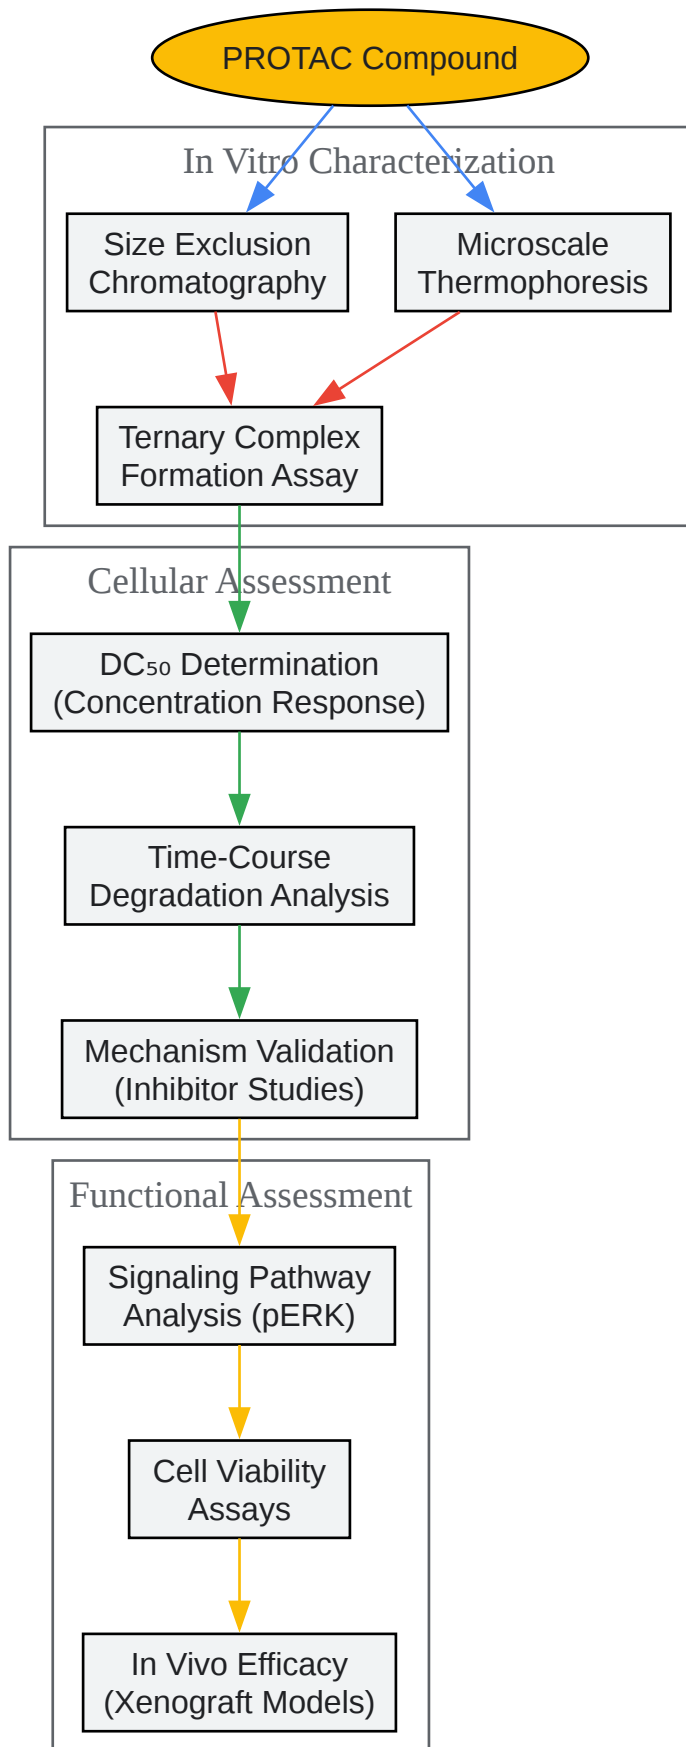 PROTAC Compound
In Vitro Characterization
Size Exclusion
Chromatography
Microscale
Thermophoresis
Ternary Complex
Formation Assay
Cellular Assessment
DC₅₀ Determination
(Concentration Response)
Time-Course
Degradation Analysis
Mechanism Validation
(Inhibitor Studies)
Functional Assessment
Signaling Pathway
Analysis (pERK)
Cell Viability
Assays
In Vivo Efficacy
(Xenograft Models)